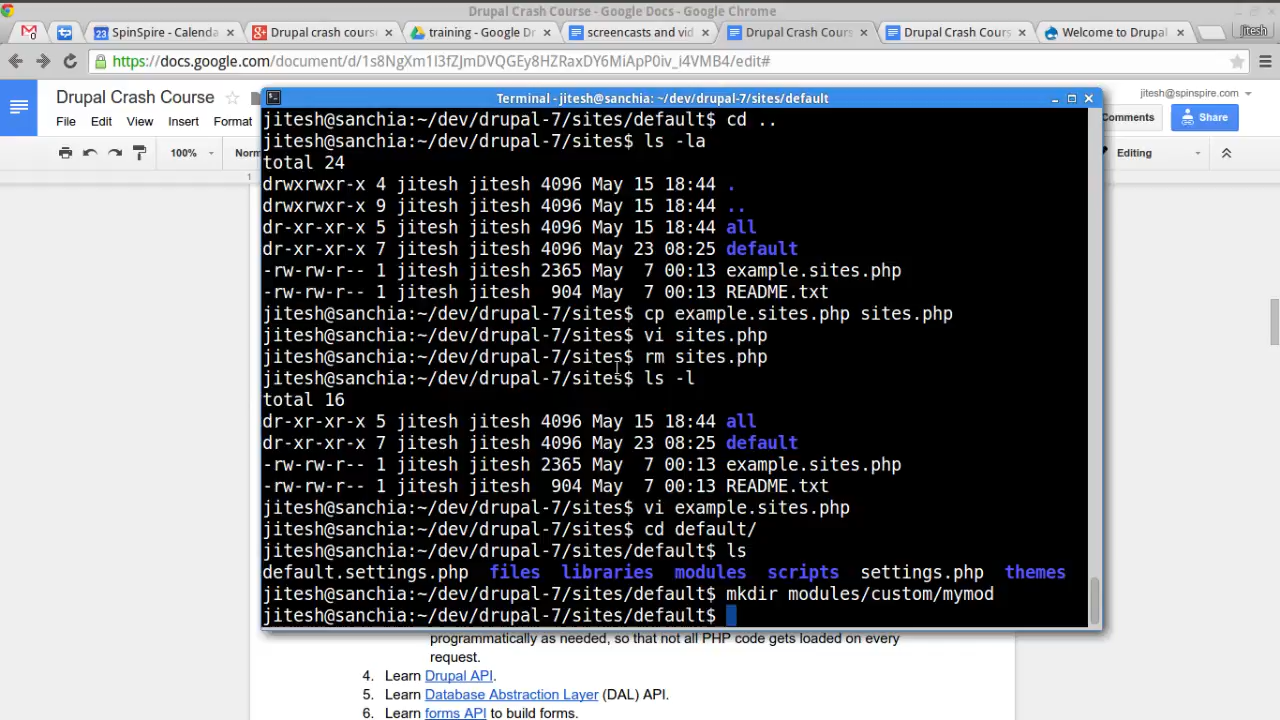 Drupal Crash Course - Google Docs - Google Chrome
23 SpinSpire - Calenda
Drupal crash cours
training - Google Dr
screencasts and vid
Drupal Crash Cours
Drupal Crash Cours
Welcome to Drupa
jitesh
https://docs.google.com/document/d/1s8NgXm1I3fZJmDVQGEy8HZRaxDY6MiApP0iv_i4VMB4/edit#
Drupal Crash Course
jitesh@spinspire.com
File Edit View Insert Format
Comments
Share
100%
Norm
Editing
1
Terminal - jitesh@sanchia: ~/dev/drupal-7/sites/default
jitesh@sanchia:~/dev/drupal-7/sites/default$ cd ..
jitesh@sanchia:~/dev/drupal-7/sites$ ls -la
total 24
drwxrwxr-x 4 jitesh jitesh 4096 May 15 18:44 .
drwxrwxr-x 9 jitesh jitesh 4096 May 15 18:44 ..
dr-xr-xr-x 5 jitesh jitesh 4096 May 15 18:44 all
dr-xr-xr-x 7 jitesh jitesh 4096 May 23 08:25 default
-rw-rw-r-- 1 jitesh jitesh 2365 May  7 00:13 example.sites.php
-rw-rw-r-- 1 jitesh jitesh  904 May  7 00:13 README.txt
jitesh@sanchia:~/dev/drupal-7/sites$ cp example.sites.php sites.php
jitesh@sanchia:~/dev/drupal-7/sites$ vi sites.php
jitesh@sanchia:~/dev/drupal-7/sites$ rm sites.php
jitesh@sanchia:~/dev/drupal-7/sites$ ls -l
total 16
dr-xr-xr-x 5 jitesh jitesh 4096 May 15 18:44 all
dr-xr-xr-x 7 jitesh jitesh 4096 May 23 08:25 default
-rw-rw-r-- 1 jitesh jitesh 2365 May  7 00:13 example.sites.php
-rw-rw-r-- 1 jitesh jitesh  904 May  7 00:13 README.txt
jitesh@sanchia:~/dev/drupal-7/sites$ vi example.sites.php
jitesh@sanchia:~/dev/drupal-7/sites$ cd default/
jitesh@sanchia:~/dev/drupal-7/sites/default$ ls
default.settings.php  files  libraries  modules  scripts  settings.php  themes
jitesh@sanchia:~/dev/drupal-7/sites/default$ mkdir modules/custom/mymod
jitesh@sanchia:~/dev/drupal-7/sites/default$
programmatically as needed, so that not all PHP code gets loaded on every
request.
4. Learn Drupal API.
5. Learn Database Abstraction Layer (DAL) API.
6. Learn forms API to build forms.